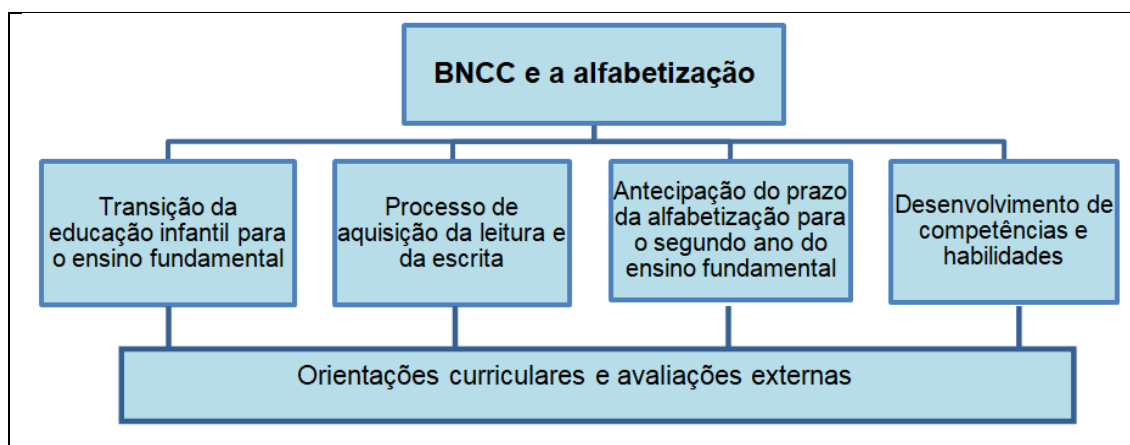 BNCC e a alfabetização
Transição da
educação infantil para
o ensino fundamental
Processo de
aquisição da leitura e
da escrita
Antecipação do prazo
da alfabetização para
o segundo ano do
ensino fundamental
Desenvolvimento de
competências e
habilidades
Orientações curriculares e avaliações externas